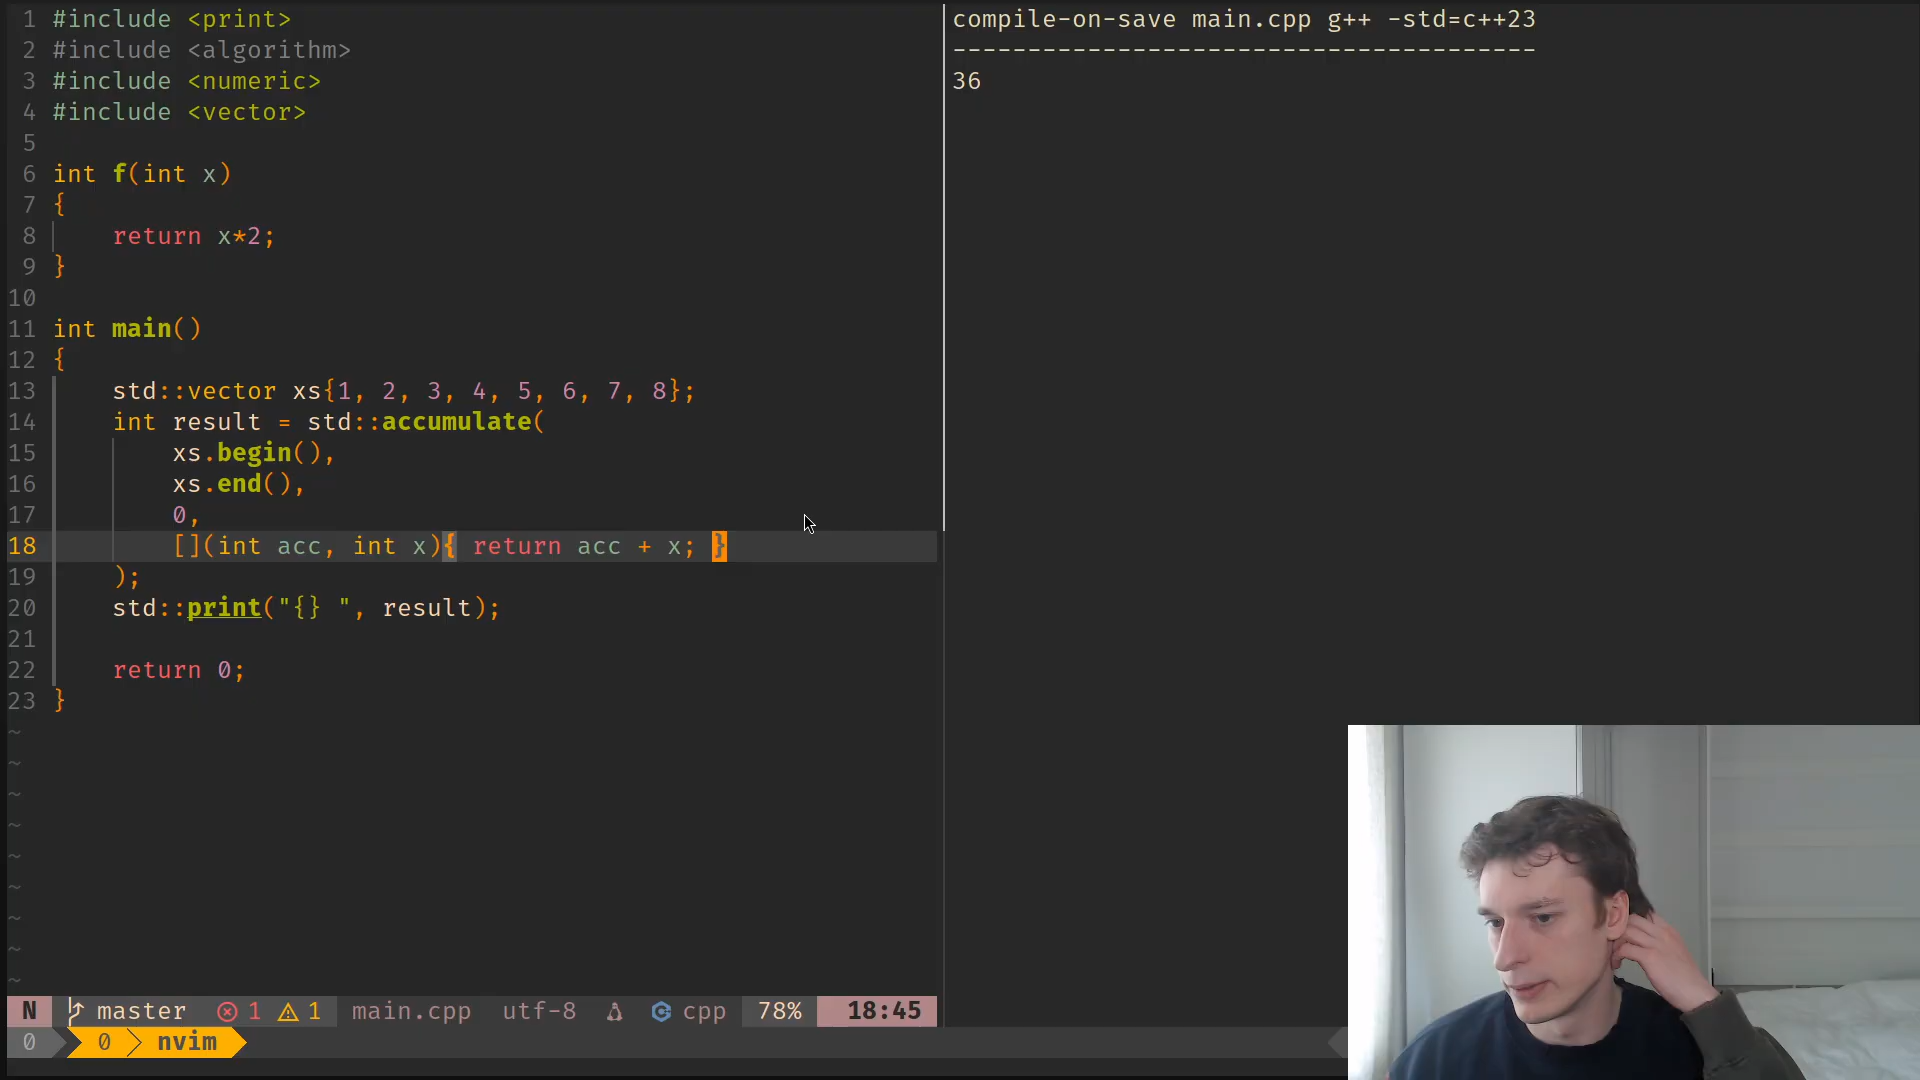 1 #include <print>
2 #include <algorithm>
3 #include <numeric>
4 #include <vector>
5
6 int f(int x)
7 {
8     return x*2;
9 }
10
11 int main()
12 {
13     std::vector xs{1, 2, 3, 4, 5, 6, 7, 8};
14     int result = std::accumulate(
15         xs.begin(),
16         xs.end(),
17         0,
18         [](int acc, int x){ return acc + x; }
19     );
20     std::print("{} ", result);
21
22     return 0;
23 }
~
~
~
~
~
~
~
~
~
N master 1 1 main.cpp utf-8 cpp 78% 18:45
0 0 nvim
compile-on-save main.cpp g++ -std=c++23
---------------------------------------
36